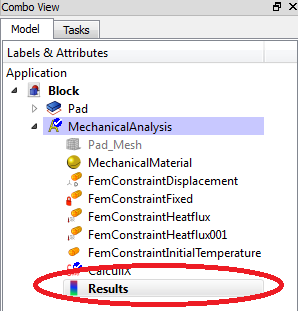 Combo View
Model
Tasks
Labels & Attributes
Application
Block
Pad
MechanicalAnalysis
Pad_Mesh
MechanicalMaterial
FemConstraintDisplacement
FemConstraintFixed
FemConstraintHeatflux
FemConstraintHeatflux001
FemConstraintInitialTemperature
CalculiX
Results